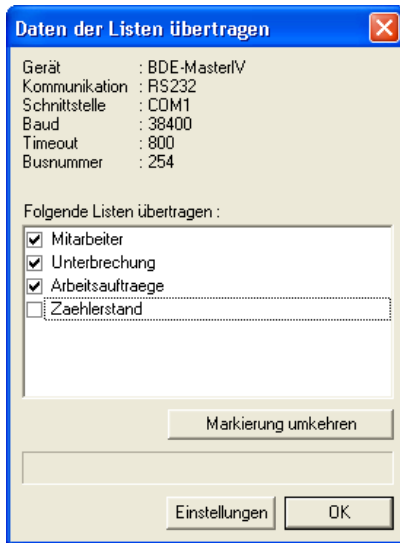 Daten der Listen übertragen
Gerät : BDE-MasterIV
Kommunikation : RS232
Schnittstelle : COM1
Baud : 38400
Timeout : 800
Busnummer : 254
Folgende Listen übertragen :
Mitarbeiter
Unterbrechung
Arbeitsauftraege
Zaehlerstand
Markierung umkehren
Einstellungen OK